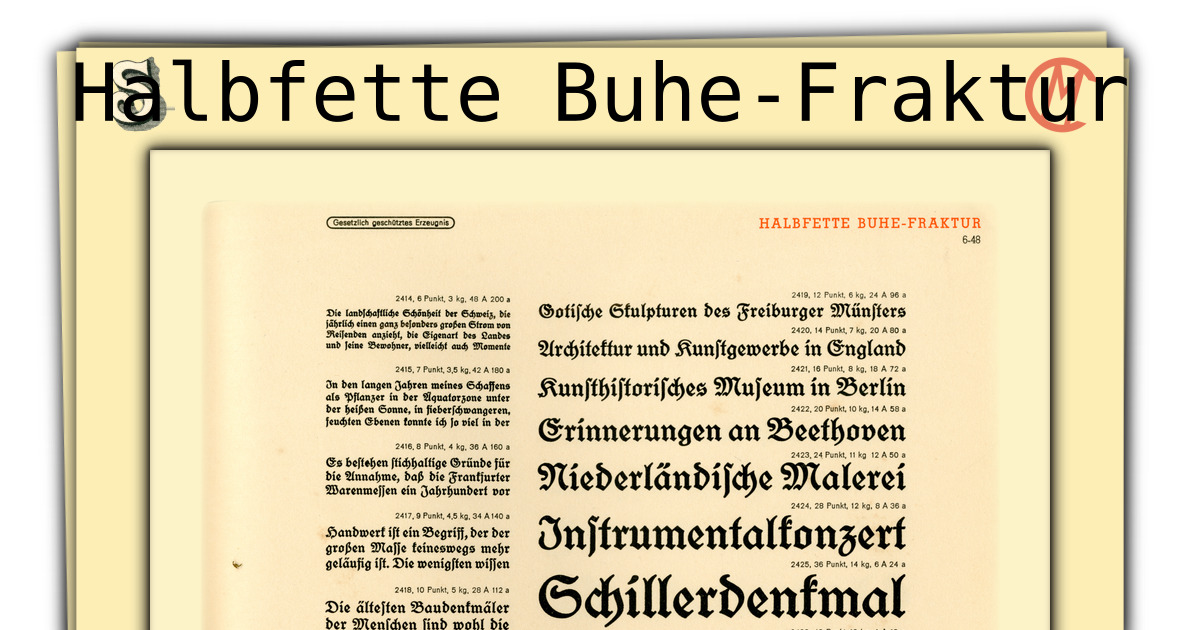 Halbfette Buhe-Fraktur
Gesetzlich geschütztes Erzeugnis
HALBFETTE BUHE-FRAKTUR
6-48
2414, 6 Punkt, 3 kg, 48 A 200 a
Die landſchaftliche Schönheit der Schweiz, die
jährlich einen ganz beſonders großen Strom von
Reiſenden anzieht, die Eigenart des Landes
und ſeine Bewohner, vielleicht auch Momente
2415, 7 Punkt, 3,5 kg, 42 A 180 a
In den langen Jahren meines Schaffens
als Pflanzer in der Äquatorzone unter
der heißen Sonne, in fieberſchwangeren,
feuchten Ebenen konnte ich ſo viel in der
2416, 8 Punkt, 4 kg, 36 A 160 a
Es beſtehen ſtichhaltige Gründe für
die Annahme, daß die Frankfurter
Warenmeſſen ein Jahrhundert vor
2417, 9 Punkt, 4,5 kg, 34 A 140 a
Handwerk iſt ein Begriff, der der
großen Maſſe keineswegs mehr
geläufig iſt. Die wenigſten wiſſen
2418, 10 Punkt, 5 kg, 28 A 112 a
Die älteſten Baudenkmäler
der Menſchen ſind wohl die
2419, 12 Punkt, 6 kg, 24 A 96 a
Gotiſche Skulpturen des Freiburger Münſters
2420, 14 Punkt, 7 kg, 20 A 80 a
Architektur und Kunſtgewerbe in England
2421, 16 Punkt, 8 kg, 18 A 72 a
Kunſthiſtoriſches Muſeum in Berlin
2422, 20 Punkt, 10 kg, 14 A 58 a
Erinnerungen an Beethoven
2423, 24 Punkt, 11 kg 12 A 50 a
Niederländiſche Malerei
2424, 28 Punkt, 12 kg, 8 A 36 a
Inſtrumentalkonzert
2425, 36 Punkt, 14 kg, 6 A 24 a
Schillerdenkmal